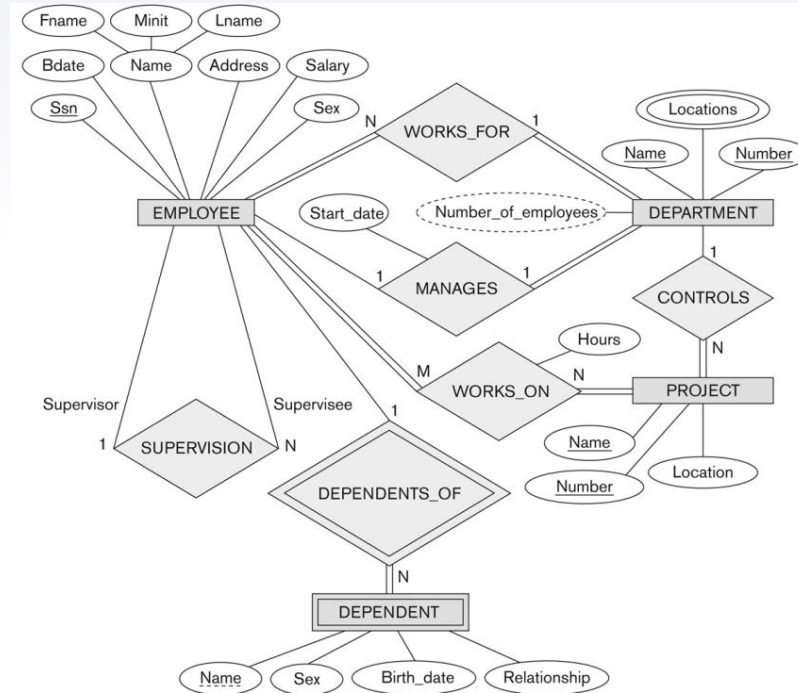 Fname Minit Lname
Bdate Name Address Salary
Ssn Sex
N WORKS_FOR 1
Locations
Name Number
EMPLOYEE Start_date Number_of_employees DEPARTMENT
1 MANAGES 1
1
CONTROLS
N
Hours
M WORKS_ON N PROJECT
Supervisor Supervisee
1 SUPERVISION N
1
Name
Number Location
DEPENDENTS_OF
N
DEPENDENT
Name Sex Birth_date Relationship